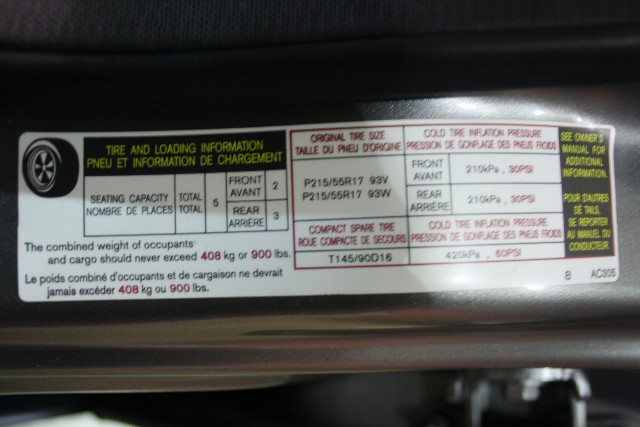 TIRE AND LOADING INFORMATION
PNEU ET INFORMATION DE CHARGEMENT
SEATING CAPACITY
NOMBRE DE PLACES
TOTAL
TOTAL
5
FRONT
AVANT
2
REAR
ARRIÈRE
3
The combined weight of occupants
and cargo should never exceed 408 kg or 900 lbs.
Le poids combiné d'occupants et de cargaison ne devrait
jamais excéder 408 kg ou 900 lbs.
ORIGINAL TIRE SIZE
TAILLE DU PNEU D'ORIGINE
COLD TIRE INFLATION PRESSURE
PRESSION DE GONFLAGE DES PNEUS FROIDS
P215/55R17 93V
P215/55R17 93W
FRONT
AVANT
210kPa , 30PSI
REAR
ARRIÈRE
210kPa , 30PSI
COMPACT SPARE TIRE
ROUE COMPACTE DE SECOURS
COLD TIRE INFLATION PRESSURE
PRESSION DE GONFLAGE DES PNEUS FROIDS
T145/90D16
420kPa , 60PSI
SEE OWNER'S
MANUAL FOR
ADDITIONAL
INFORMATION.
POUR D'AUTRES
DE TAILS,
SE REPORTER
AU MANUEL DU
CONDUCTEUR.
B AC305